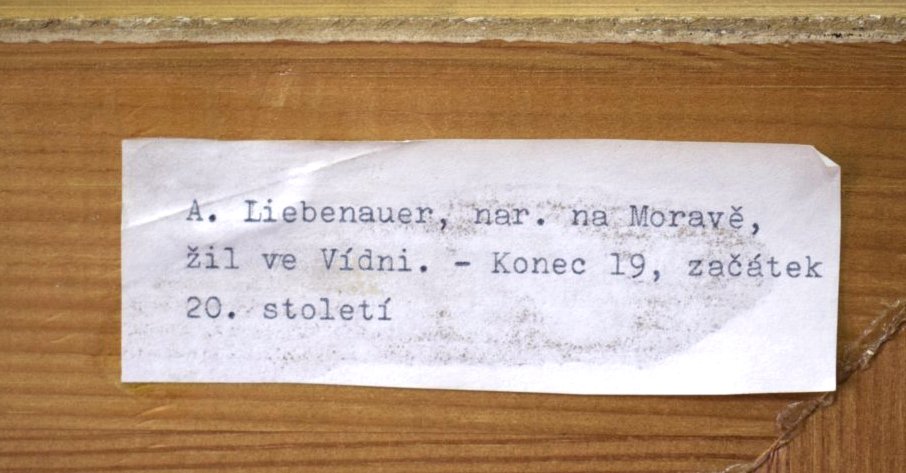 A. Liebenauer, nar. na Moravě,
žil ve Vídni. - Konec 19, začátek
20. století